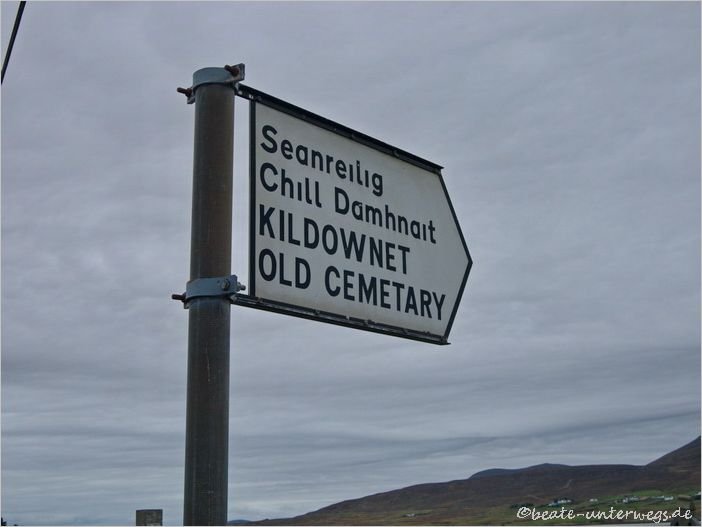 Seanreilig
Chill Damhnait
KILDOWNET
OLD CEMETARY
©beate-unterwegs.de